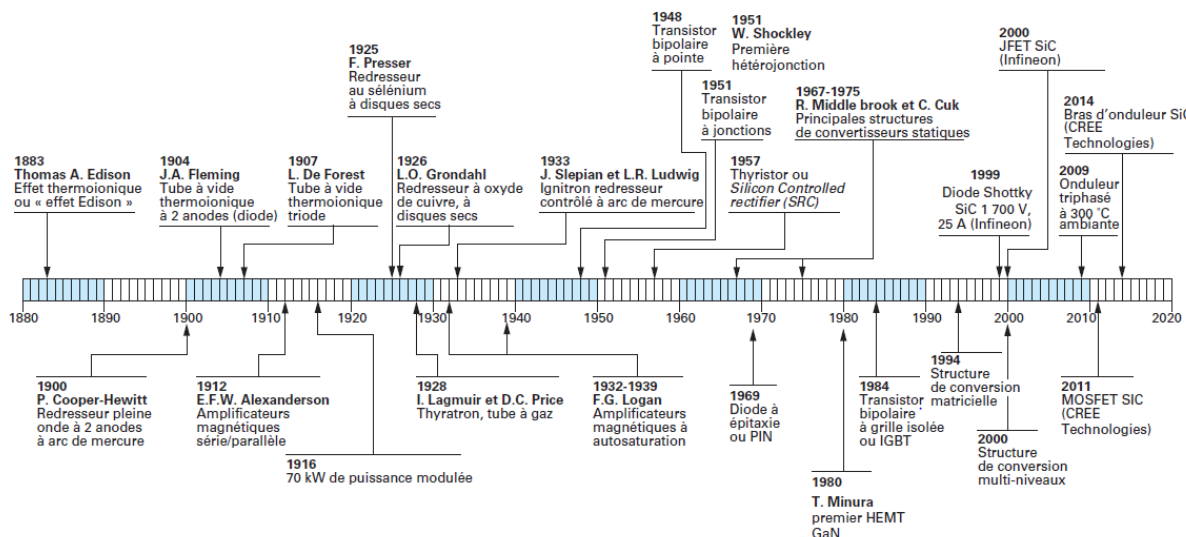 1883
Thomas A. Edison
Effet thermoionique
ou « effet Edison »
1904
J.A. Fleming
Tube à vide
thermoionique
à 2 anodes (diode)
1907
L. De Forest
Tube à vide
thermoionique
triode
1925
F. Presser
Redresseur
au sélénium
à disques secs
1926
L.O. Grondahl
Redresseur à oxyde
de cuivre, à
disques secs
1933
J. Slepian et L.R. Ludwig
Ignitron redresseur
contrôlé à arc de mercure
1948
Transistor
bipolaire
à pointe
1951
W. Shockley
Première
hétérojonction
1951
Transistor
bipolaire
à jonctions
1957
Thyristor ou
Silicon Controlled
rectifier (SRC)
1967-1975
R. Middle brook et C. Cuk
Principales structures
de convertisseurs statiques
1999
Diode Shottky
SiC 1 700 V,
25 A (Infineon)
2000
JFET SiC
(Infineon)
2009
Onduleur
triphasé
à 300 °C
ambiante
2014
Bras d'onduleur SiC
(CREE
Technologies)
1880 1890 1900 1910 1920 1930 1940 1950 1960 1970 1980 1990 2000 2010 2020
1900
P. Cooper-Hewitt
Redresseur pleine
onde à 2 anodes
à arc de mercure
1912
E.F.W. Alexanderson
Amplificateurs
magnétiques
série/parallèle
1916
70 kW de puissance modulée
1928
I. Lagmuir et D.C. Price
Thyratron, tube à gaz
1932-1939
F.G. Logan
Amplificateurs
magnétiques à
autosaturation
1969
Diode à
épitaxie
ou PIN
1980
T. Minura
premier HEMT
GaN
1984
Transistor
bipolaire
à grille isolée
ou IGBT
1994
Structure
de conversion
matricielle
2000
Structure
de conversion
multi-niveaux
2011
MOSFET SIC
(CREE
Technologies)